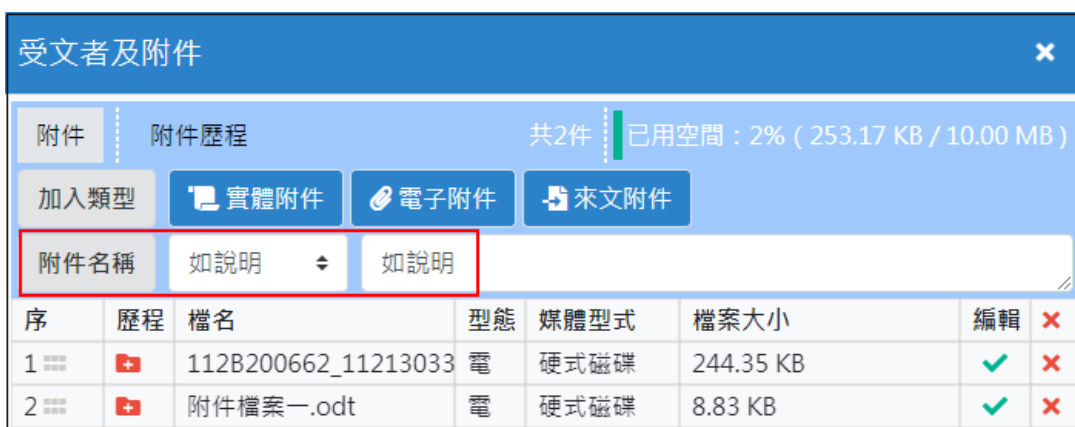 受文者及附件
附件 附件歷程 共2件 已用空間：2% ( 253.17 KB / 10.00 MB )
加入類型 實體附件 電子附件 來文附件
附件名稱 如說明 如說明
序 歷程 檔名 型態 媒體型式 檔案大小 編輯
1 112B200662_11213033 電 硬式磁碟 244.35 KB
2 附件檔案一.odt 電 硬式磁碟 8.83 KB